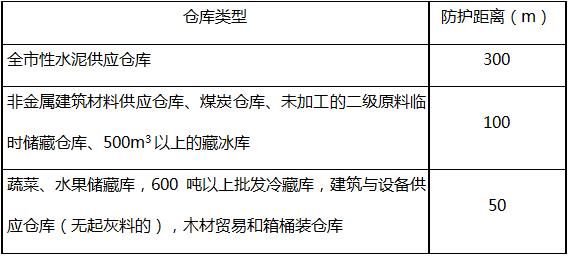 仓库类型 防护距离（m）
全市性水泥供应仓库 300
非金属建筑材料供应仓库、煤炭仓库、未加工的二级原料临
时储藏仓库、500m³以上的藏冰库 100
蔬菜、水果储藏库，600 吨以上批发冷藏库，建筑与设备供
应仓库（无起灰料的），木材贸易和箱桶装仓库 50